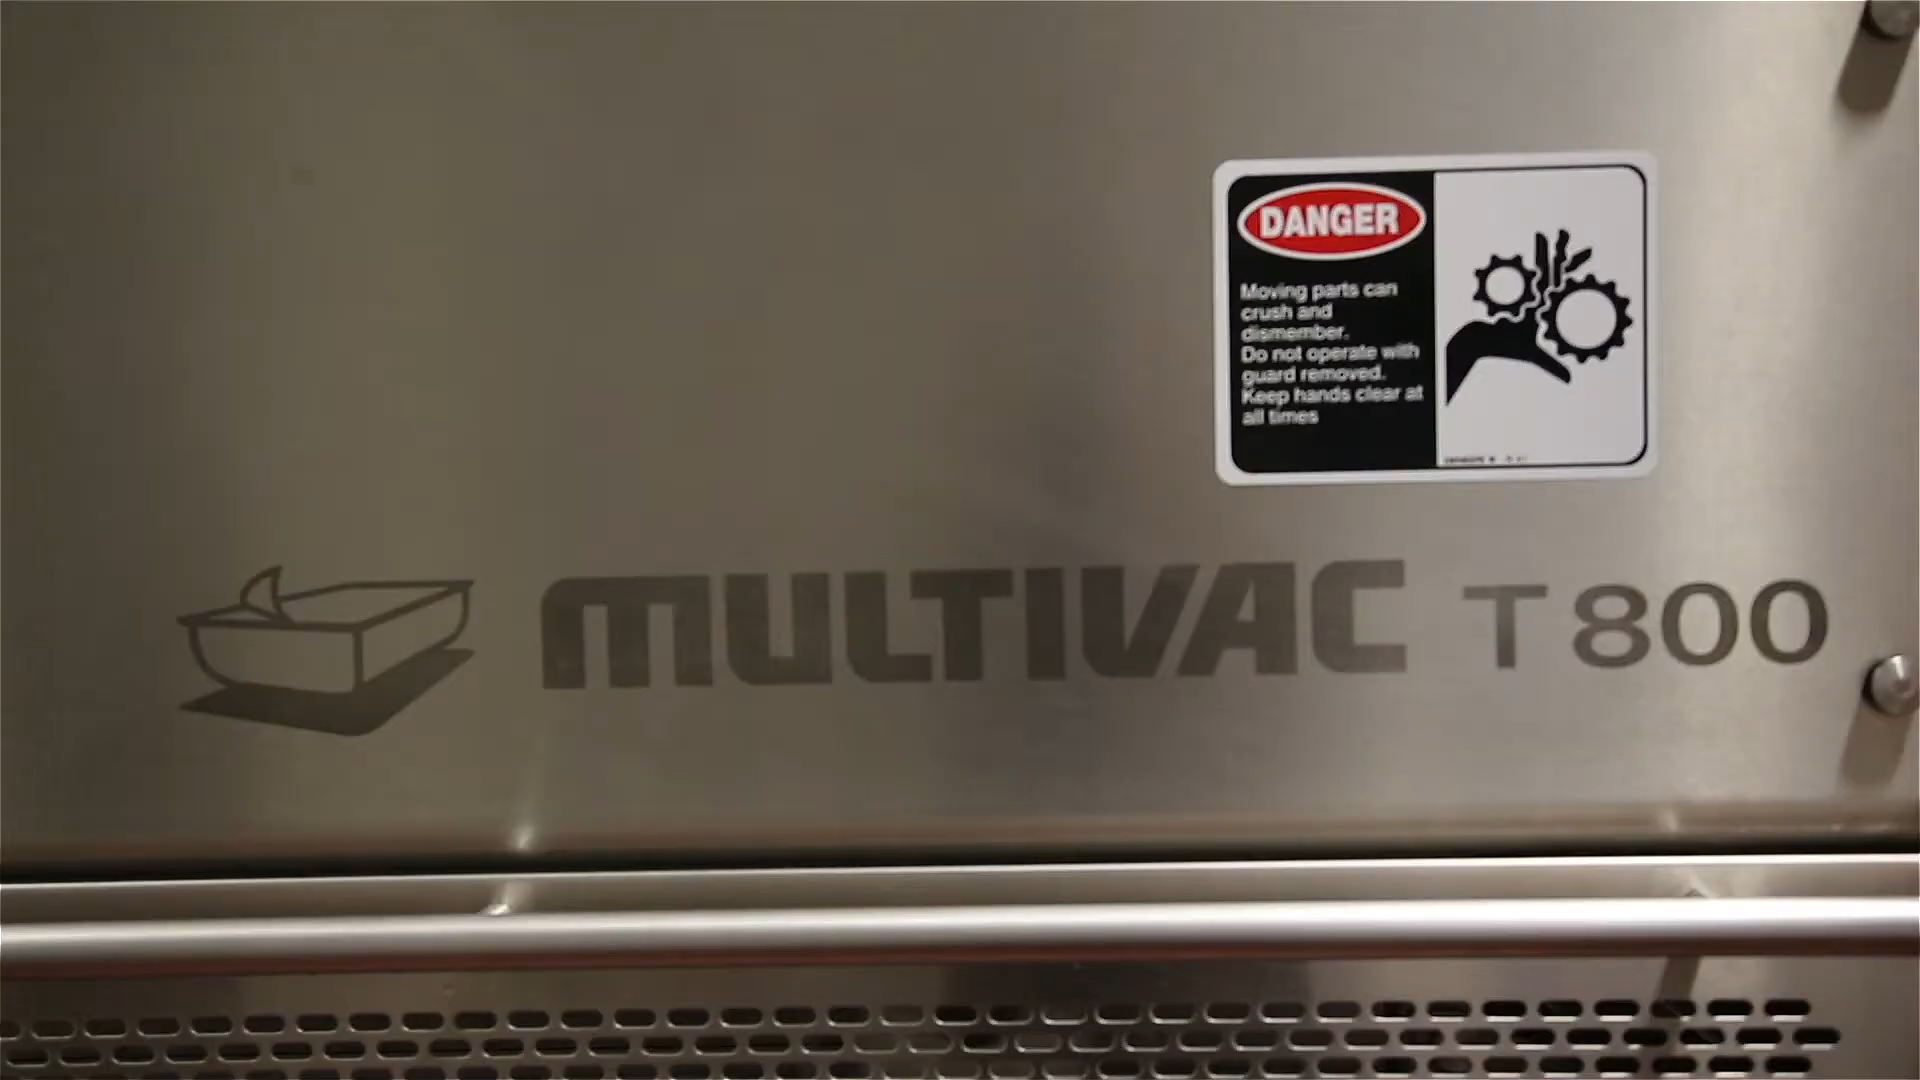 DANGER
Moving parts can
crush and
dismember.
Do not operate with
guard removed.
Keep hands clear at
all times
MULTIVAC T 800